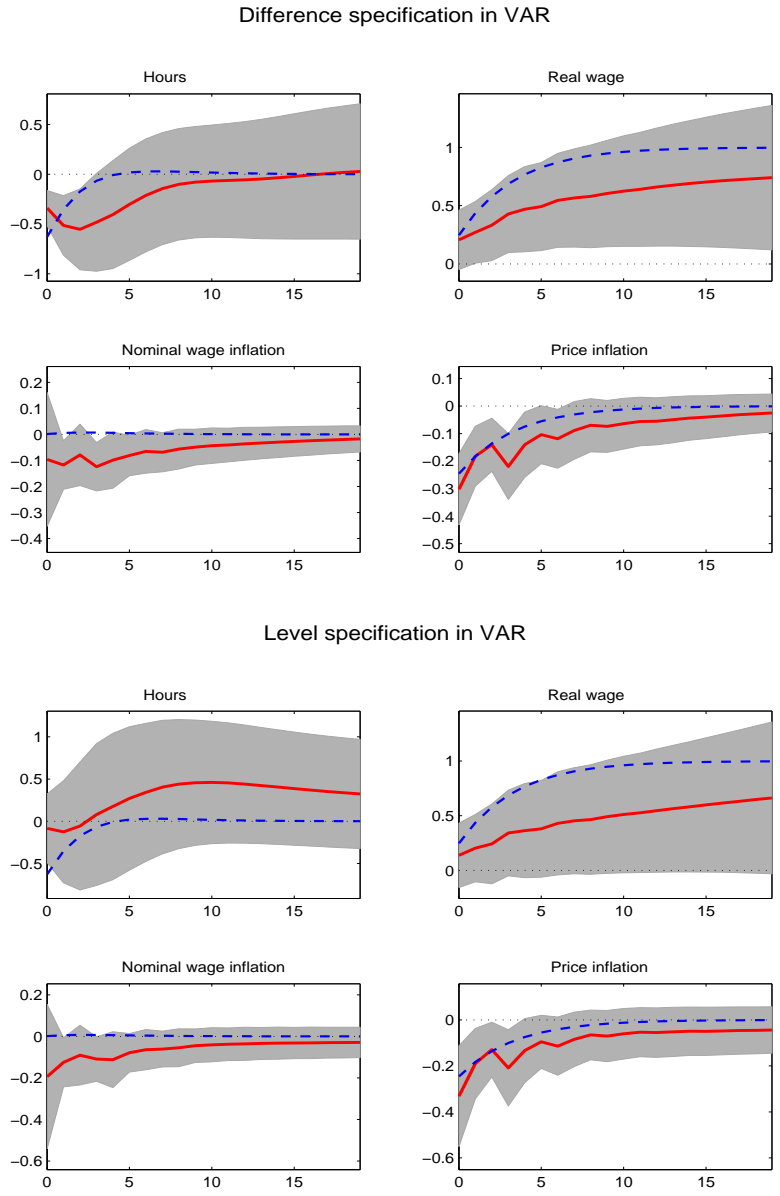 Difference specification in VAR
Hours
Real wage
0.5
0
−0.5
−1
0 5 10 15
1
0.5
0
0 5 10 15
Nominal wage inflation
Price inflation
0.2
0.1
0
−0.1
−0.2
−0.3
−0.4
0 5 10 15
0.1
0
−0.1
−0.2
−0.3
−0.4
−0.5
0 5 10 15
Level specification in VAR
Hours
Real wage
1
0.5
0
−0.5
0 5 10 15
1
0.5
0
0 5 10 15
Nominal wage inflation
Price inflation
0.2
0
−0.2
−0.4
−0.6
0 5 10 15
0
−0.2
−0.4
−0.6
0 5 10 15